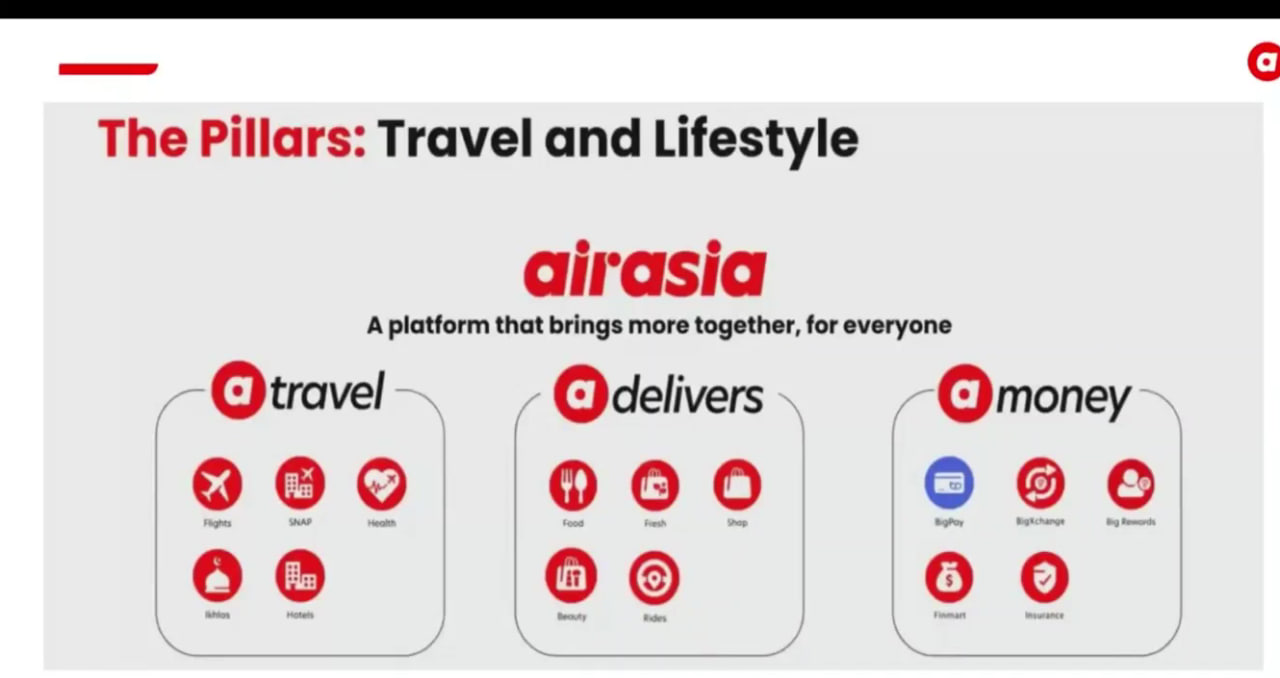 a
The Pillars: Travel and Lifestyle
airasia
A platform that brings more together, for everyone
a travel
Flights SNAP Health
Ikhlas Hotels
a delivers
Food Fresh Shop
Beauty Rides
a money
BigPay BigXchange Big Rewards
Finmart Insurance